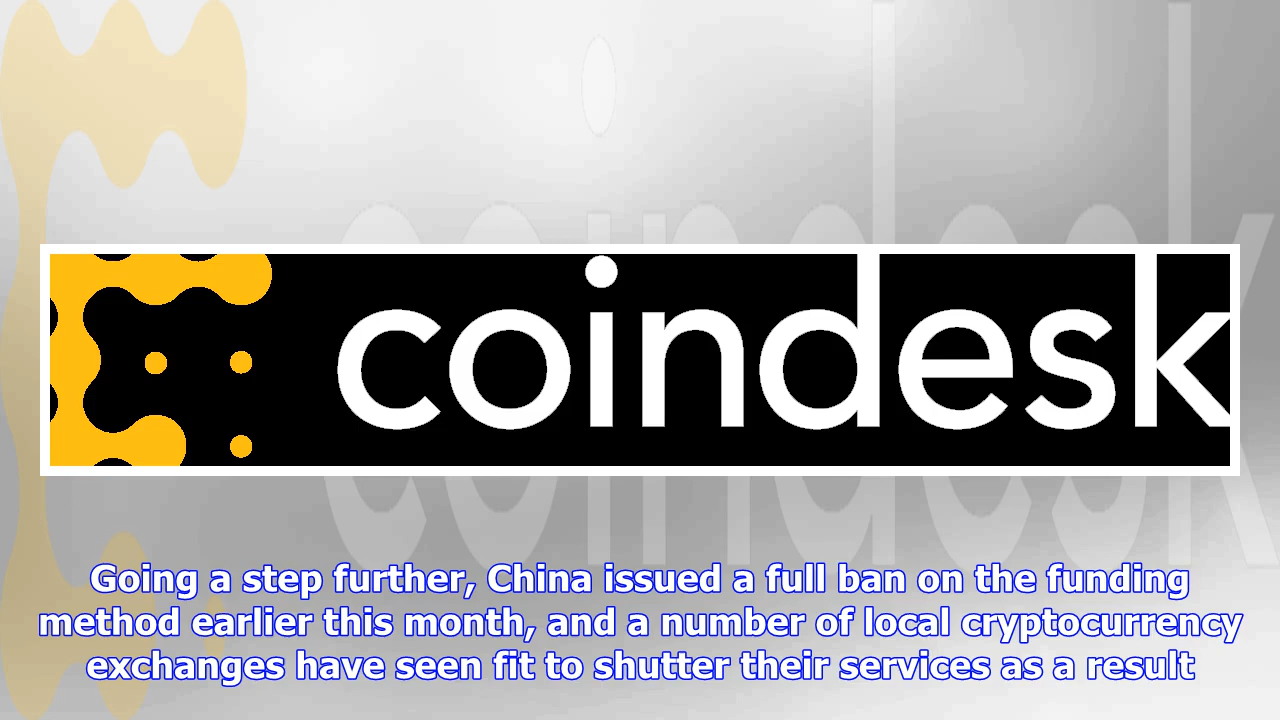 coindesk
Going a step further, China issued a full ban on the funding
method earlier this month, and a number of local cryptocurrency
exchanges have seen fit to shutter their services as a result